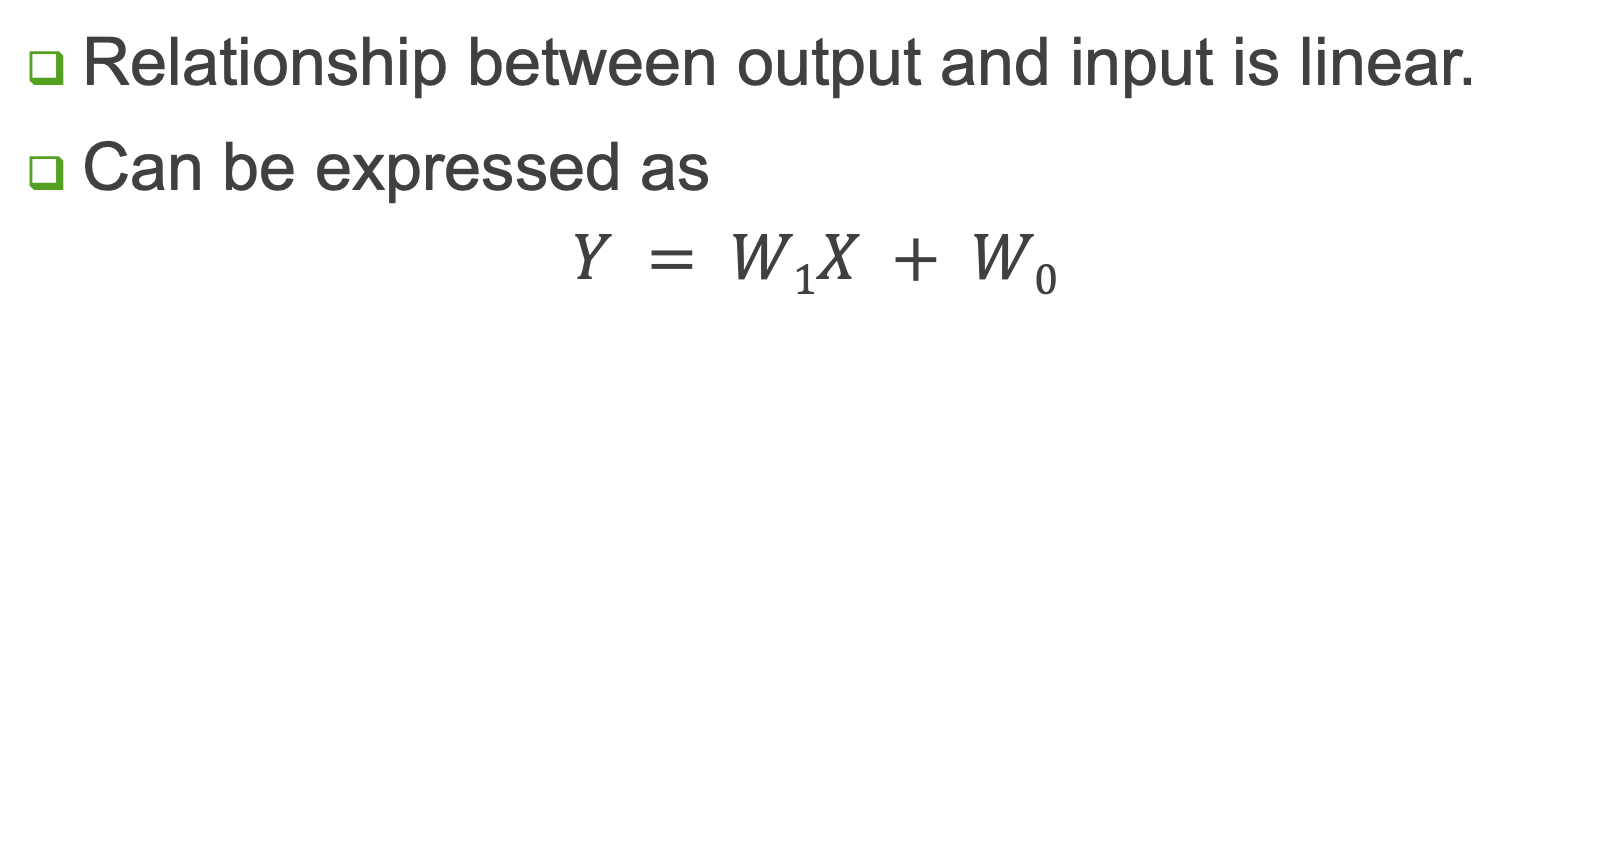 Relationship between output and input is linear.
Can be expressed as
Y = W₁X + W₀